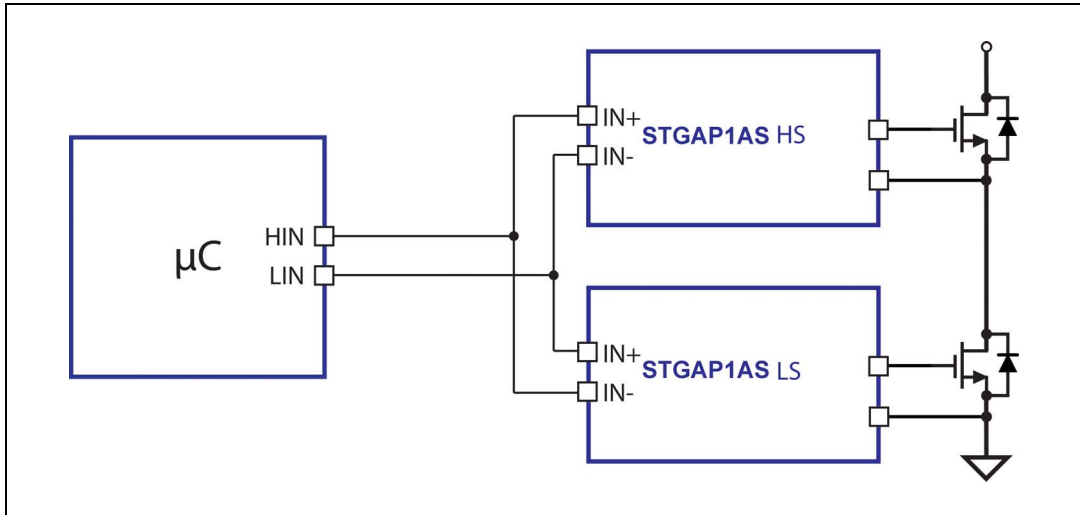 µC
HIN
LIN
IN+
IN-
STGAP1AS HS
IN+
IN-
STGAP1AS LS